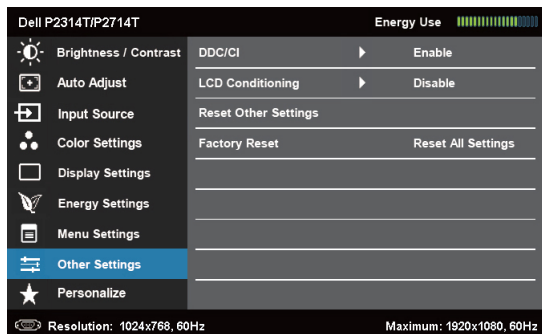 Dell P2314T/P2714T Energy Use
Brightness / Contrast DDC/CI Enable
Auto Adjust LCD Conditioning Disable
Input Source Reset Other Settings
Color Settings Factory Reset Reset All Settings
Display Settings
Energy Settings
Menu Settings
Other Settings
Personalize
Resolution: 1024x768, 60Hz Maximum: 1920x1080, 60Hz